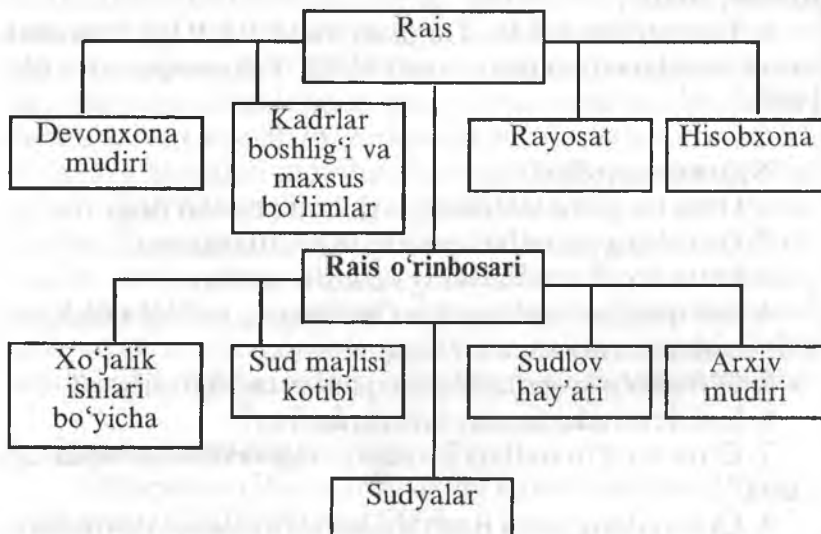 Rais
Devonxona
mudiri
Kadrlar
boshlig‘i va
maxsus
bo‘limlar
Rayosat
Hisobxona
Rais o‘rinbosari
Xo‘jalik
ishlari
bo‘yicha
Sud majlisi
kotibi
Sudlov
hay’ati
Arxiv
mudiri
Sudyalar